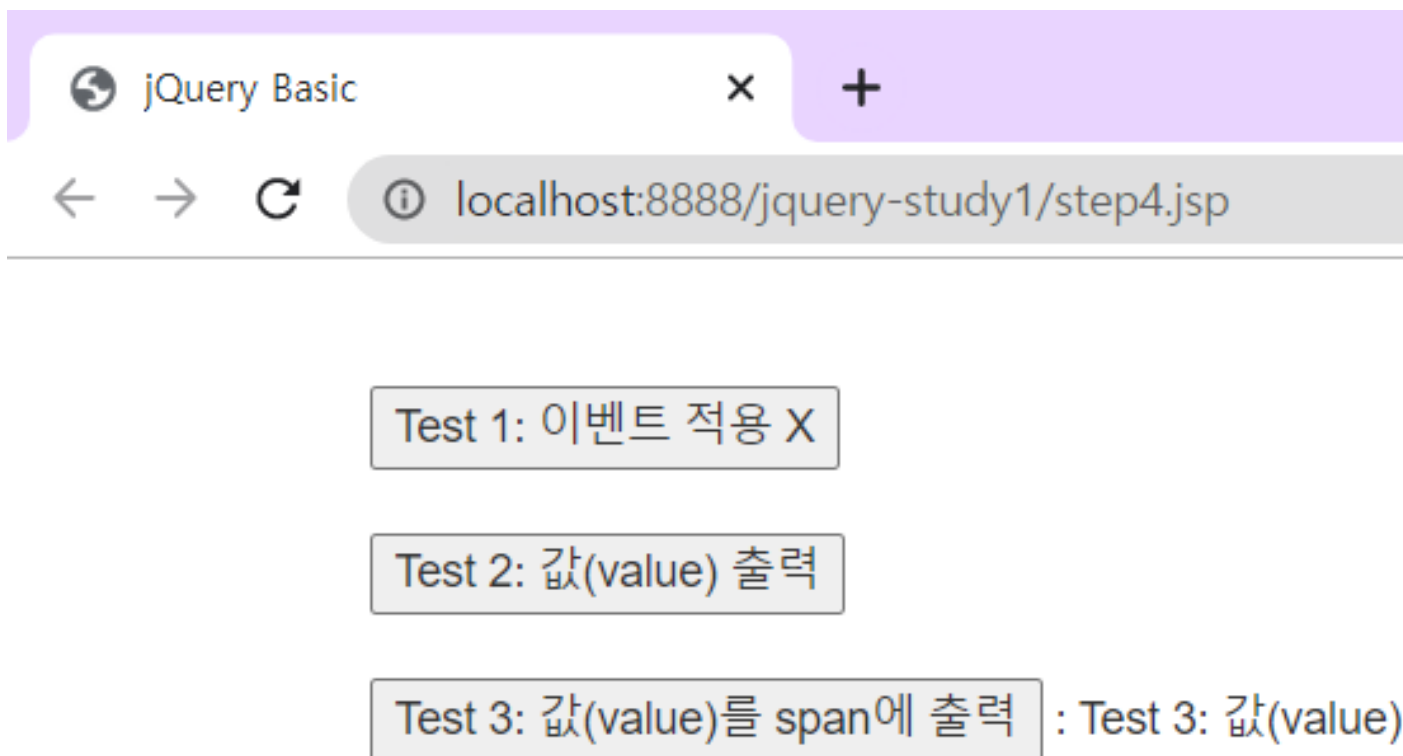 jQuery Basic
localhost:8888/jquery-study1/step4.jsp
Test 1: 이벤트 적용 X
Test 2: 값(value) 출력
Test 3: 값(value)를 span에 출력 : Test 3: 값(value)